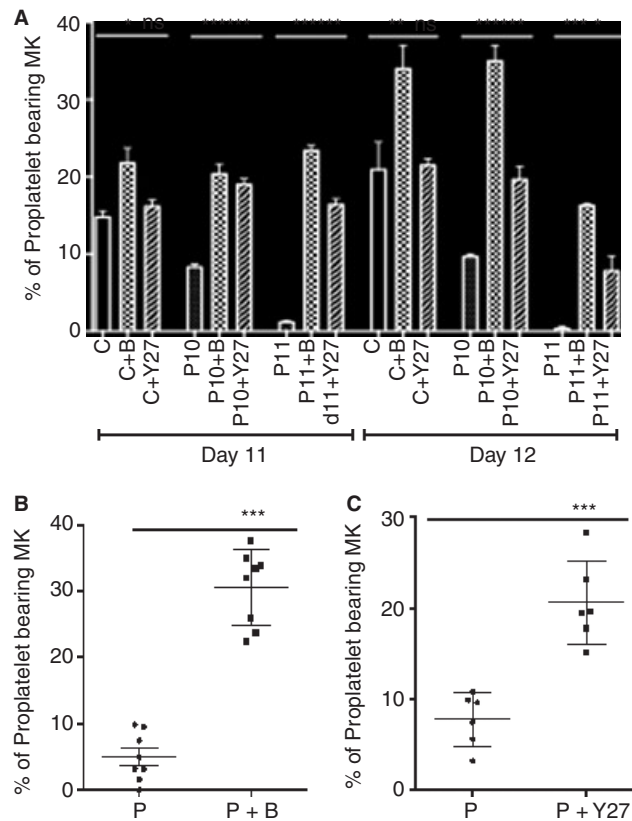 A
% of Proplatelet bearing MK
40
30
20
10
0
* ns
*** ***
*** ***
** ns
*** ***
*** *
C
C+B
C+Y27
P10
P10+B
P10+Y27
P11
P11+B
d11+Y27
C
C+B
C+Y27
P10
P10+B
P10+Y27
P11
P11+B
P11+Y27
Day 11
Day 12
B
% of Proplatelet bearing MK
40
30
20
10
0
***
P
P + B
C
% of Proplatelet bearing MK
30
20
10
0
***
P
P + Y27